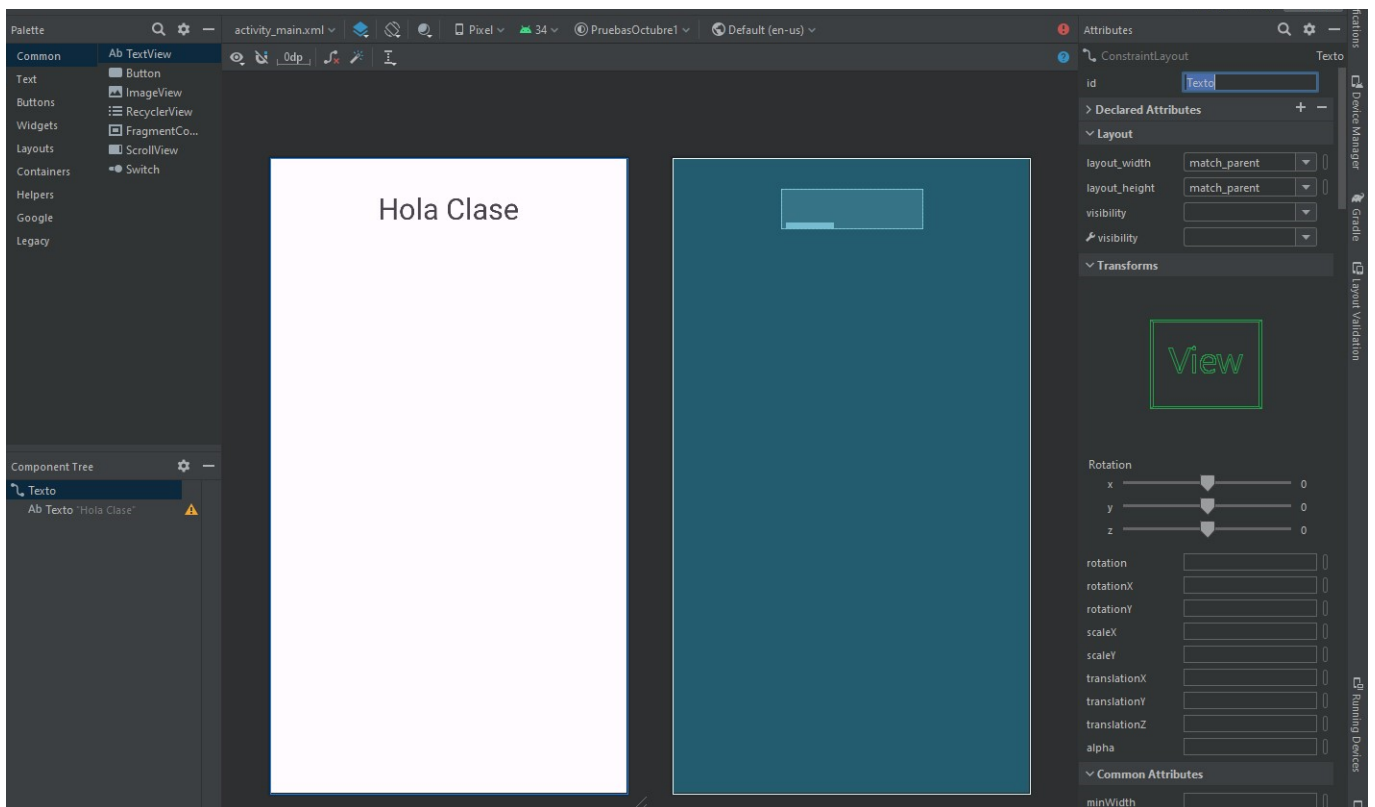 Palette
Common
Text
Buttons
Widgets
Layouts
Containers
Helpers
Google
Legacy
Ab TextView
Button
ImageView
RecyclerView
FragmentCo...
ScrollView
Switch
activity_main.xml
Pixel
34
PruebasOctubre1
Default (en-us)
0dp
Hola Clase
Component Tree
Texto
Ab Texto "Hola Clase"
Attributes
ConstraintLayout
Texto
id
Texto
Declared Attributes
Layout
layout_width
match_parent
layout_height
match_parent
visibility
visibility
Transforms
View
Rotation
x
0
y
0
z
0
rotation
rotationX
rotationY
scaleX
scaleY
translationX
translationY
translationZ
alpha
Common Attributes
minWidth
Device Manager
Gradle
Layout Validation
Running Devices